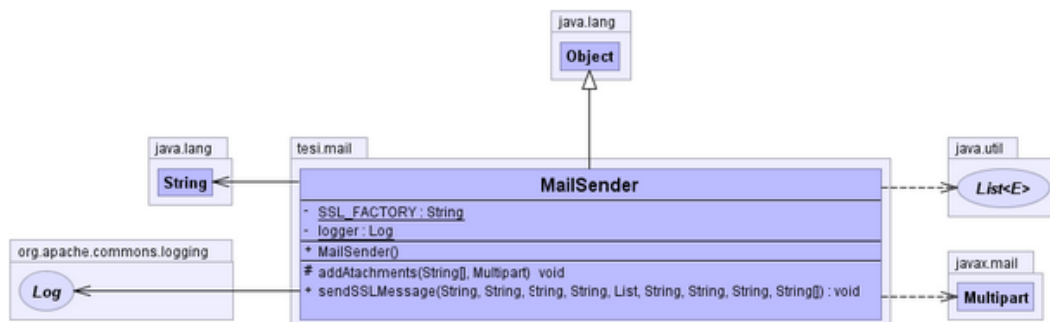 java.lang
Object
java.lang
String
tesi.mail
MailSender
- SSL_FACTORY : String
- logger : Log
+ MailSender()
# addAtachments(String[], Multipart) void
+ sendSSLMessage(String, String, String, String, List, String, String, String, String[]) : void
java.util
List<E>
org.apache.commons.logging
Log
javax.mail
Multipart